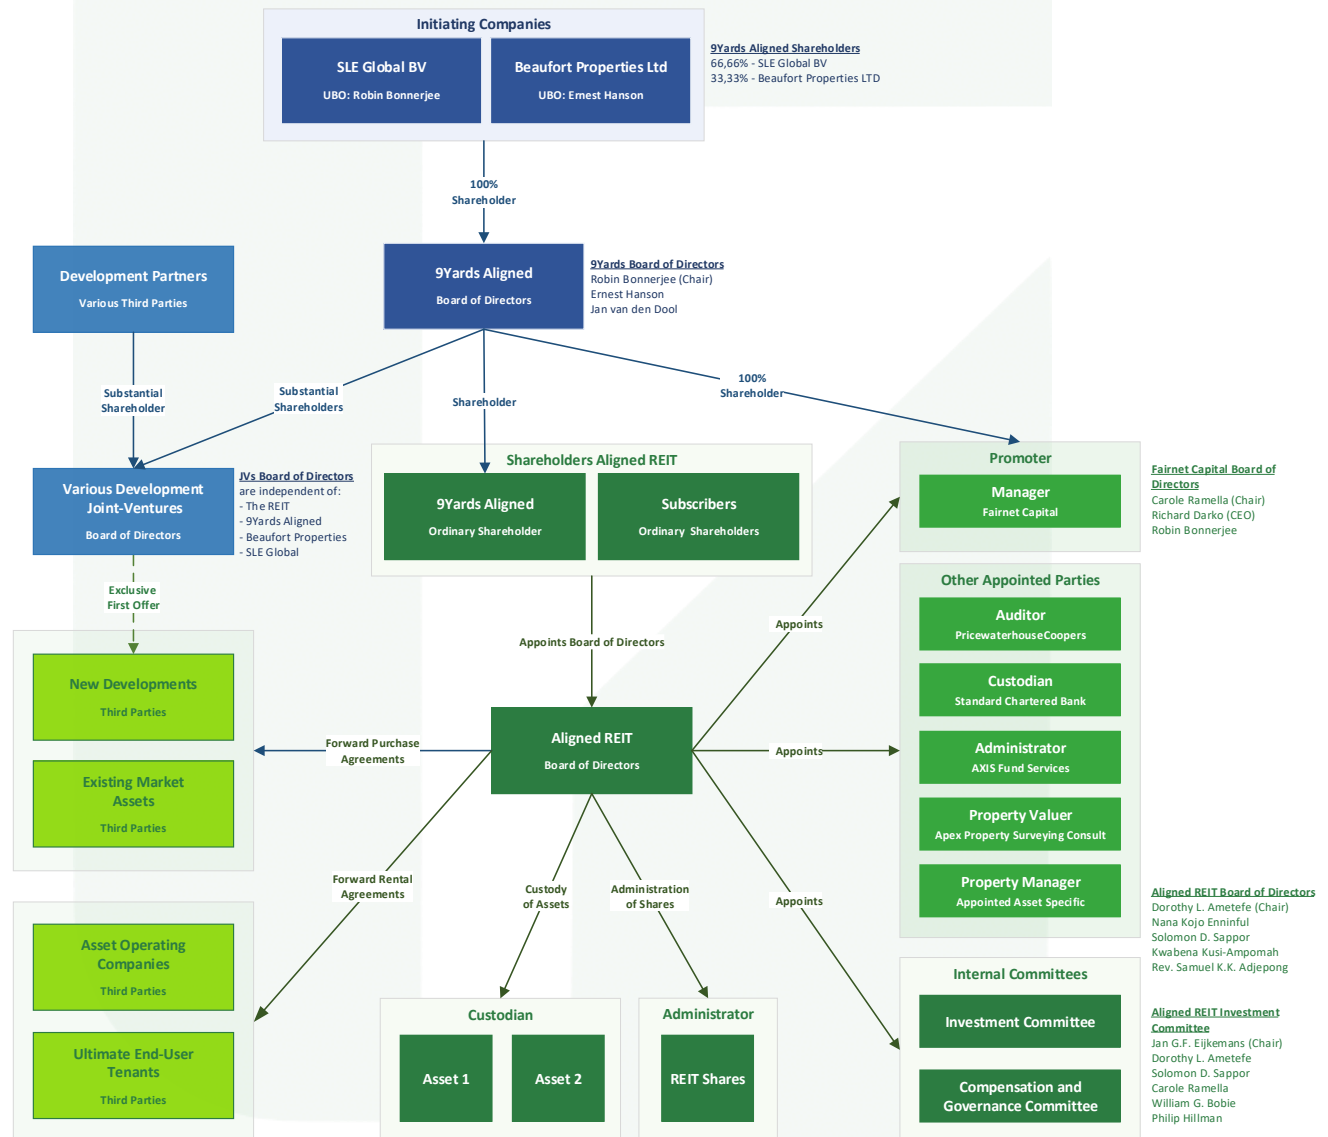 Initiating Companies
SLE Global BV
UBO: Robin Bonnerjee
Beaufort Properties Ltd
UBO: Ernest Hanson
9Yards Aligned Shareholders
66,66% - SLE Global BV
33,33% - Beaufort Properties LTD
100%
Shareholder
Development Partners
Various Third Parties
9Yards Aligned
Board of Directors
9Yards Board of Directors
Robin Bonnerjee (Chair)
Ernest Hanson
Jan van den Dool
Substantial
Shareholder
Substantial
Shareholders
Shareholder
100%
Shareholder
Various Development
Joint-Ventures
Board of Directors
JVs Board of Directors
are independent of:
- The REIT
- 9Yards Aligned
- Beaufort Properties
- SLE Global
Shareholders Aligned REIT
9Yards Aligned
Ordinary Shareholder
Subscribers
Ordinary Shareholders
Promoter
Manager
Fairnet Capital
Fairnet Capital Board of
Directors
Carole Ramella (Chair)
Richard Darko (CEO)
Robin Bonnerjee
Exclusive
First Offer
Appoints Board of Directors
Appoints
Other Appointed Parties
Auditor
PricewaterhouseCoopers
Custodian
Standard Chartered Bank
Administrator
AXIS Fund Services
Property Valuer
Apex Property Surveying Consult
Property Manager
Appointed Asset Specific
New Developments
Third Parties
Existing Market
Assets
Third Parties
Forward Purchase
Agreements
Aligned REIT
Board of Directors
Appoints
Forward Rental
Agreements
Custody
of Assets
Administration
of Shares
Appoints
Aligned REIT Board of Directors
Dorothy L. Ametefe (Chair)
Nana Kojo Enninful
Solomon D. Sappor
Kwabena Kusi-Ampomah
Rev. Samuel K.K. Adjepong
Asset Operating
Companies
Third Parties
Ultimate End-User
Tenants
Third Parties
Custodian
Asset 1
Asset 2
Administrator
REIT Shares
Internal Committees
Investment Committee
Compensation and
Governance Committee
Aligned REIT Investment
Committee
Jan G.F. Eijkemans (Chair)
Dorothy L. Ametefe
Solomon D. Sappor
Carole Ramella
William G. Bobie
Philip Hillman